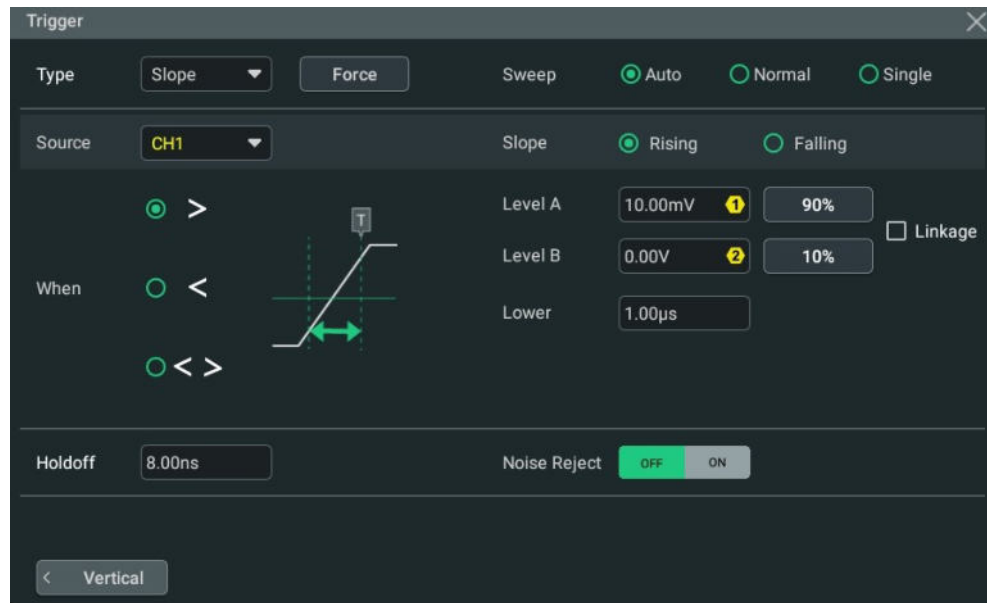 Trigger
Type Slope Force Sweep Auto Normal Single
Source CH1 Slope Rising Falling
> T Level A 10.00mV 1 90%
Linkage
Level B 0.00V 2 10%
When <
Lower 1.00µs
< >
Holdoff 8.00ns Noise Reject OFF ON
< Vertical